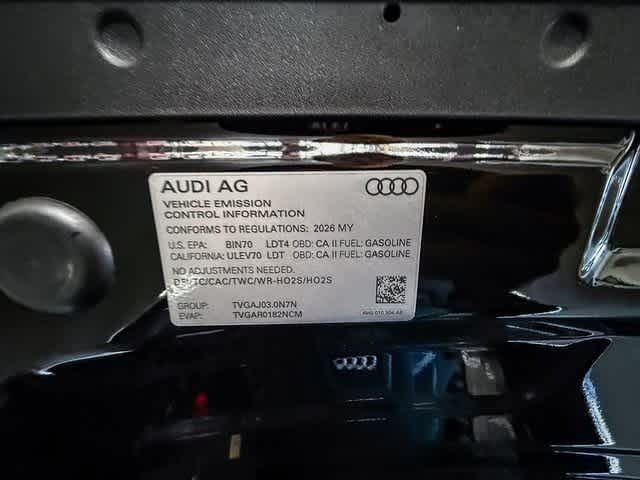 AUDI AG
VEHICLE EMISSION
CONTROL INFORMATION
CONFORMS TO REGULATIONS: 2026 MY
U.S. EPA: BIN70 LDT4 OBD: CA II FUEL: GASOLINE
CALIFORNIA: ULEV70 LDT OBD: CA II FUEL: GASOLINE
NO ADJUSTMENTS NEEDED.
DFI/TC/CAC/TWC/WR-HO2S/HO2S
GROUP: TVGAJ03.0N7N
EVAP: TVGAR0182NCM